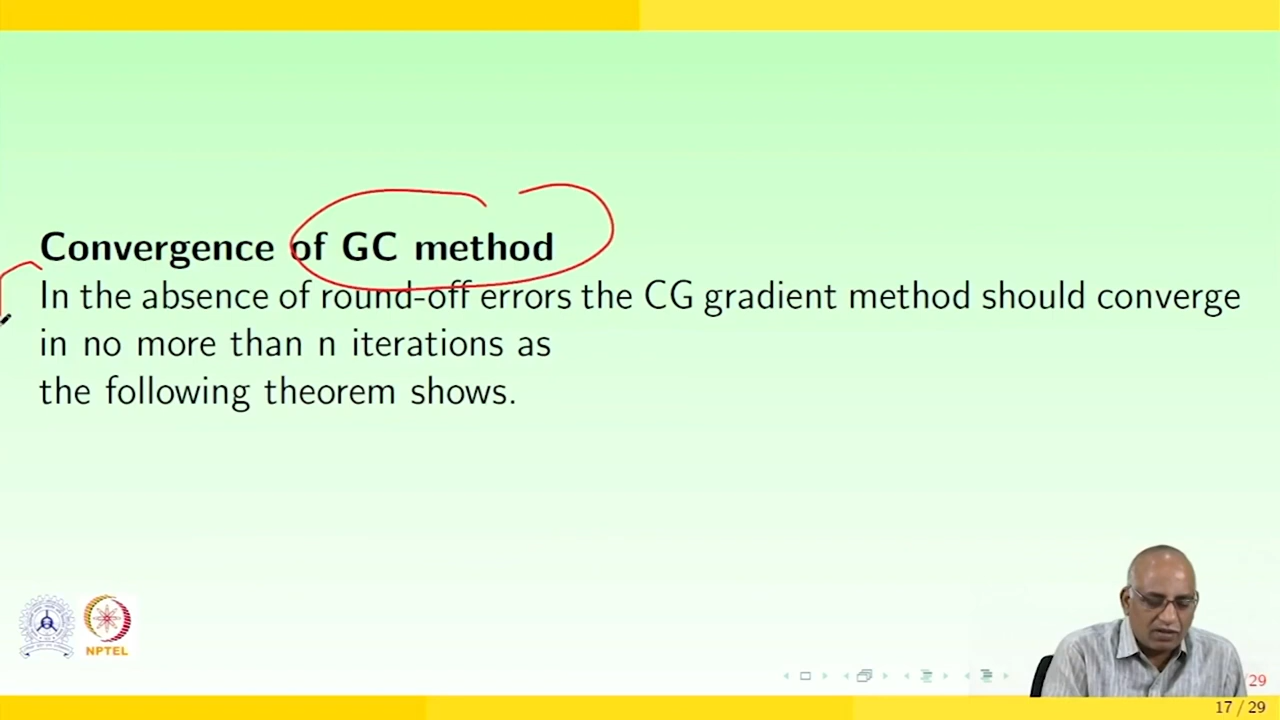 Convergence of GC method
In the absence of round-off errors the CG gradient method should converge
in no more than n iterations as
the following theorem shows.
NPTEL
/29
17 / 29